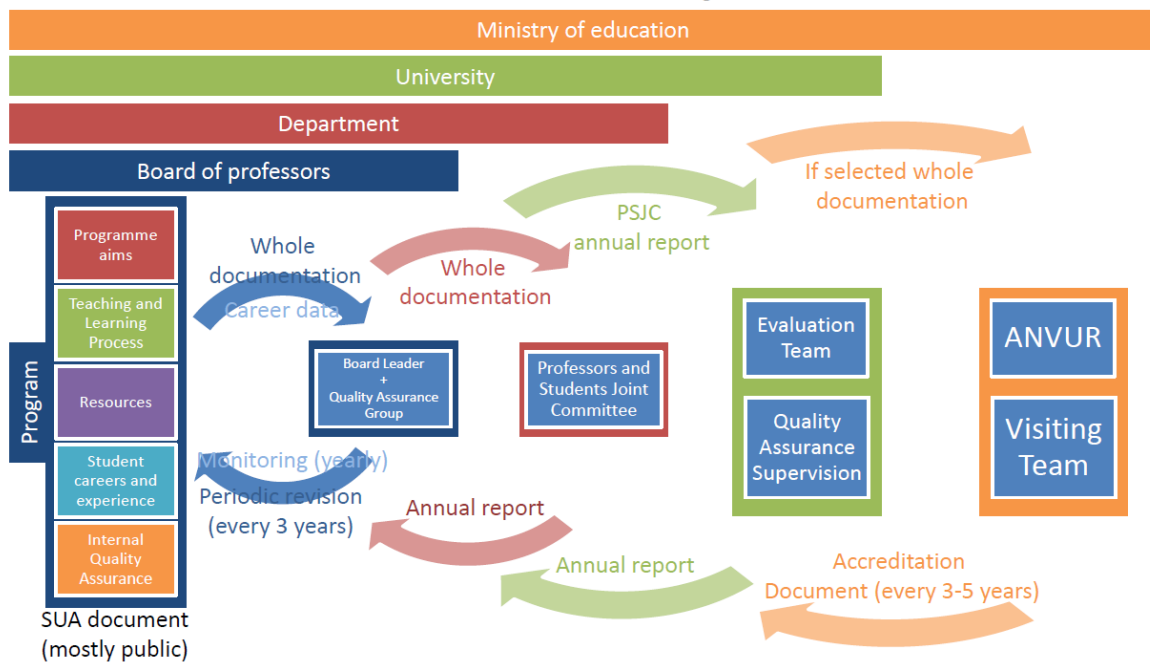 Ministry of education
University
Department
Board of professors
Program
Programme
aims
Teaching and
Learning
Process
Resources
Student
careers and
experience
Internal
Quality
Assurance
SUA document
(mostly public)
Whole
documentation
Career data
Board Leader
+
Quality Assurance
Group
Monitoring (yearly)
Periodic revision
(every 3 years)
Whole
documentation
Professors and
Students Joint
Committee
Annual report
PSJC
annual report
Evaluation
Team
Quality
Assurance
Supervision
Annual report
If selected whole
documentation
ANVUR
Visiting
Team
Accreditation
Document (every 3-5 years)